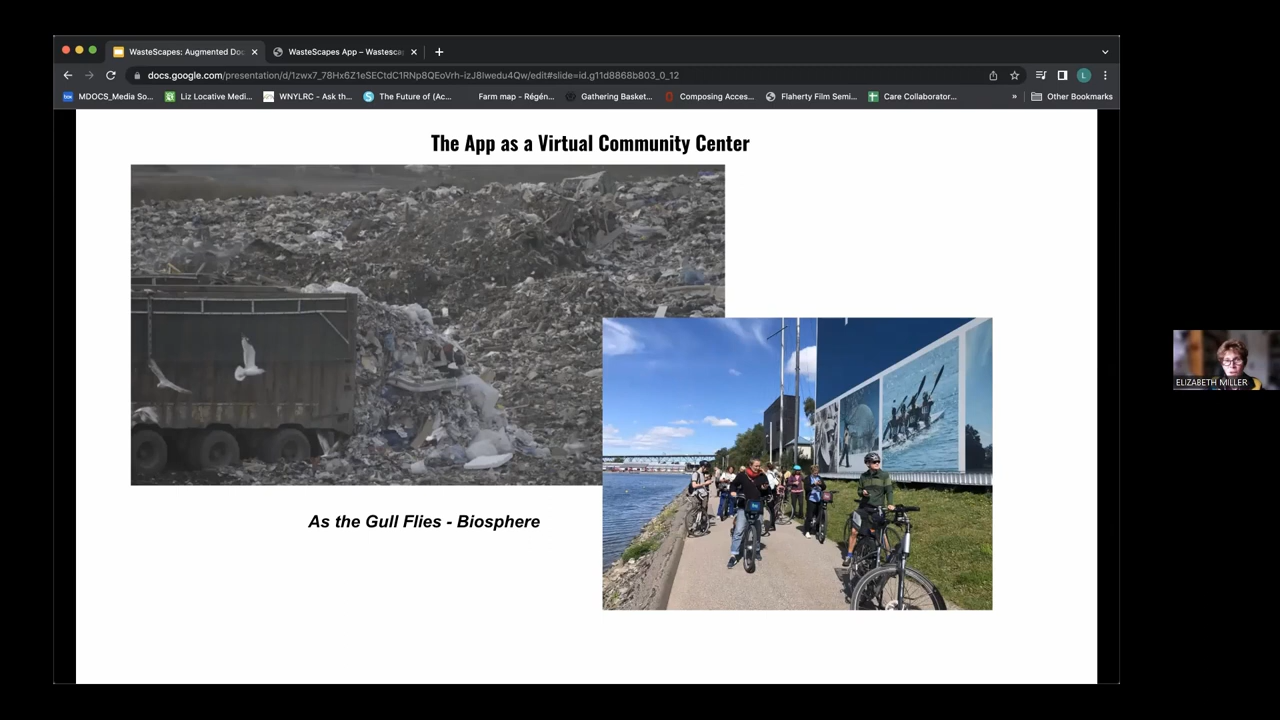 WasteScapes: Augmented Doc
WasteScapes App – Wastesca
docs.google.com/presentation/d/1zwx7_78Hx6Z1eSECtdC1RNp8QEoVrh-izJ8lwedu4Qw/edit#slide=id.g11d8868b803_0_12
box MDOCS_Media So... Liz Locative Medi... WNYLRC - Ask th... The Future of (Ac... Farm map - Régén... Gathering Basket... Composing Acces... Flaherty Film Semi... Care Collaborator... » Other Bookmarks
The App as a Virtual Community Center
As the Gull Flies - Biosphere
ELIZABETH MILLER